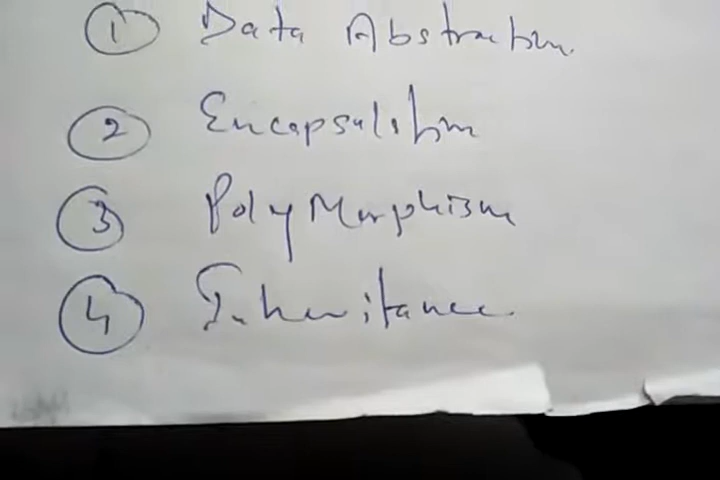 1 Data Abstraction
2 Encapsulation
3 PolyMorphism
4 Inheritance